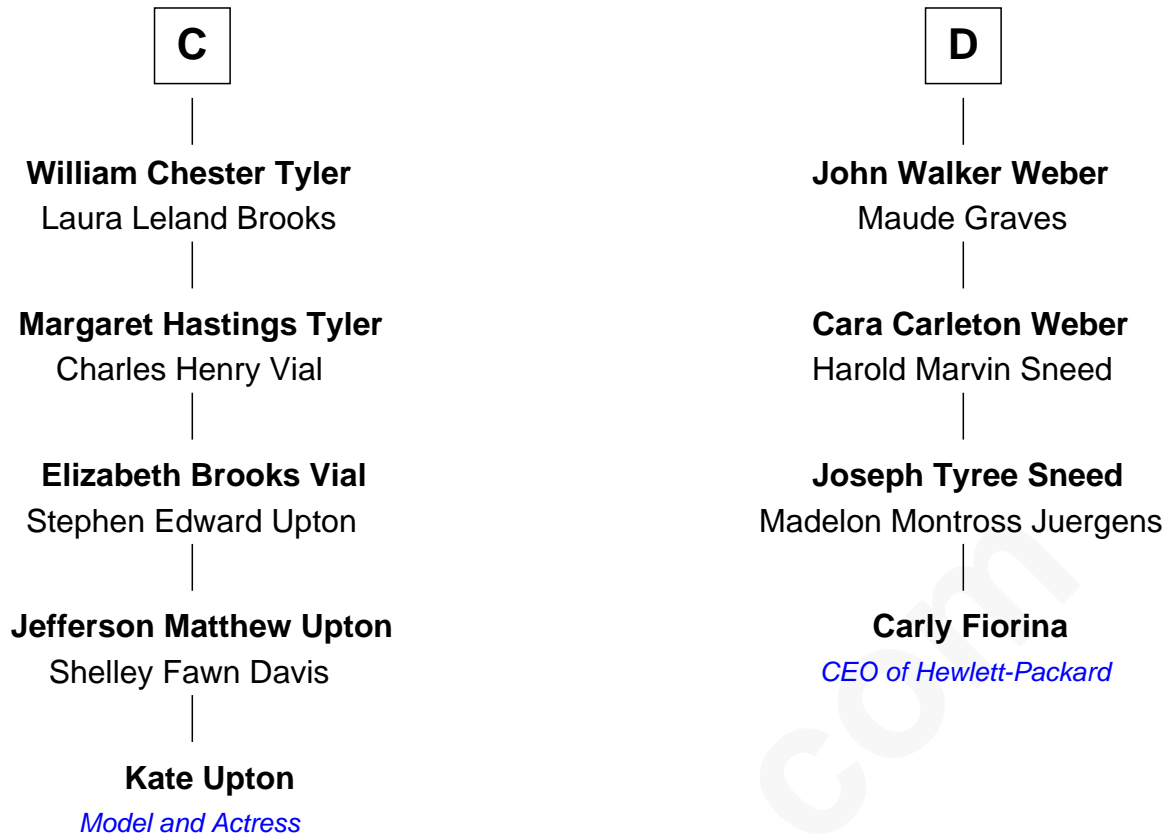 C
William Chester Tyler
Laura Leland Brooks
Margaret Hastings Tyler
Charles Henry Vial
Elizabeth Brooks Vial
Stephen Edward Upton
Jefferson Matthew Upton
Shelley Fawn Davis
Kate Upton
Model and Actress
D
John Walker Weber
Maude Graves
Cara Carleton Weber
Harold Marvin Sneed
Joseph Tyree Sneed
Madelon Montross Juergens
Carly Fiorina
CEO of Hewlett-Packard
com